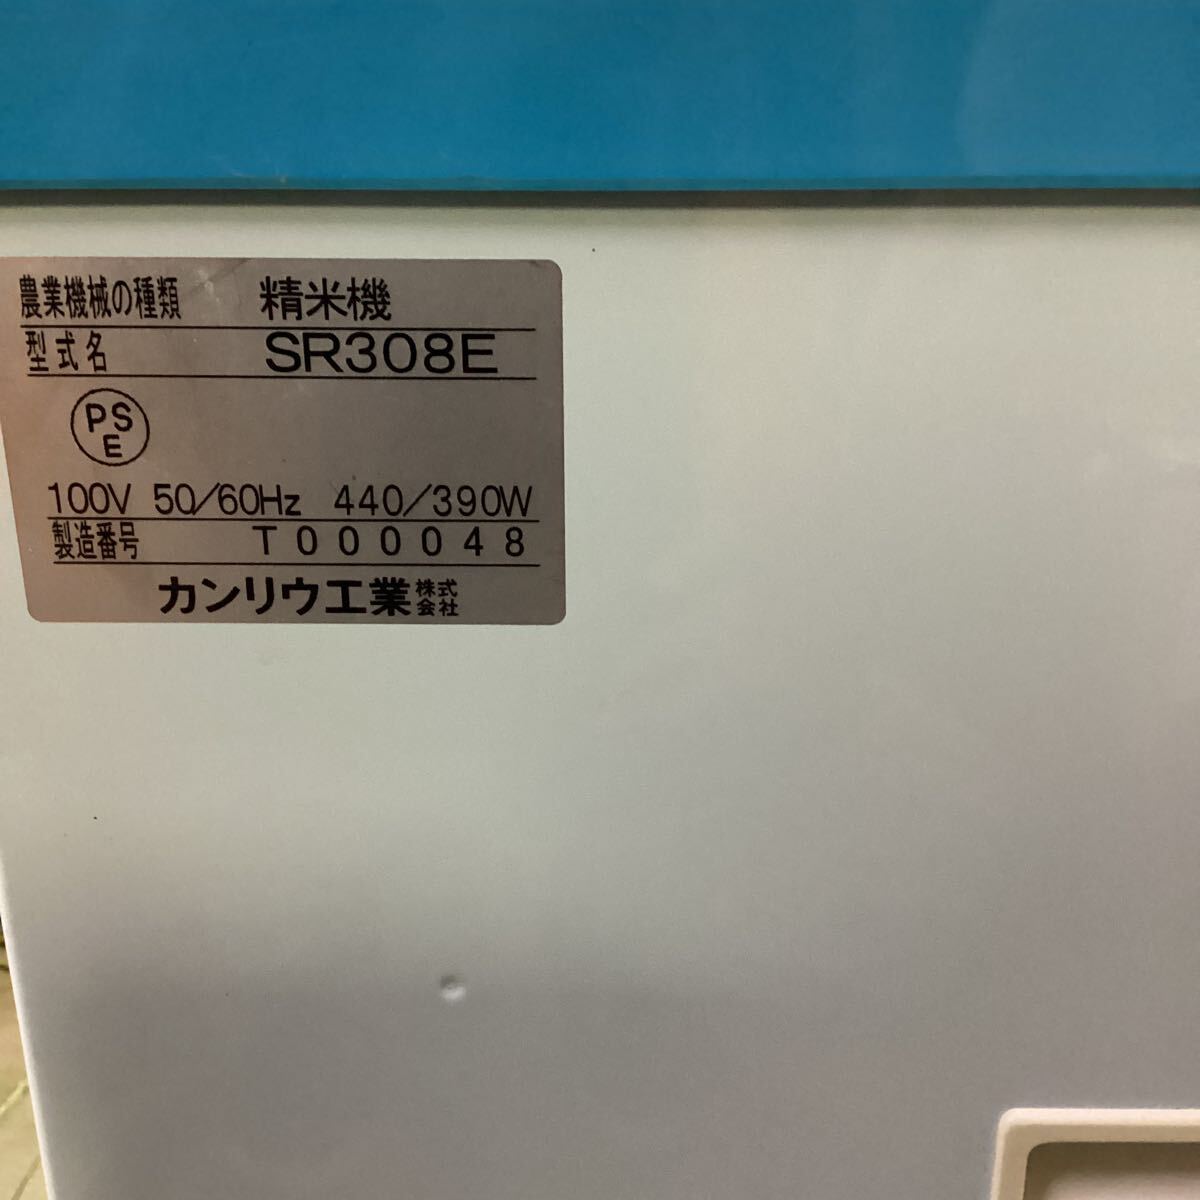 農業機械の種類 精米機
型式名 SR308E
PS
E
100V 50/60Hz 440/390W
製造番号 T000048
カンリウ工業株式会社